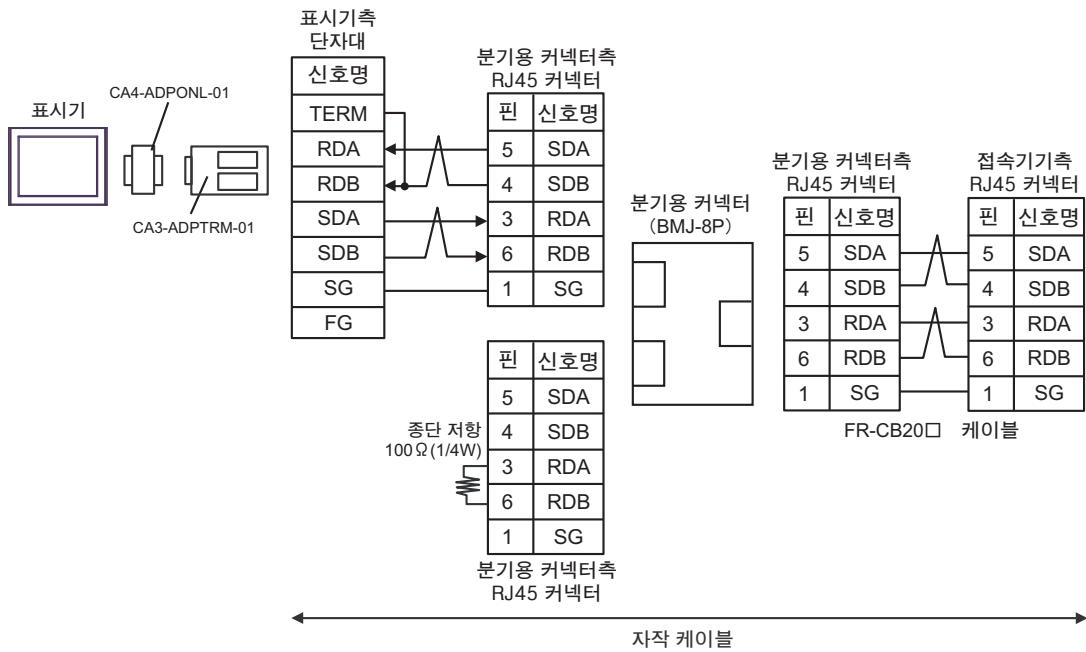 표시기
CA4-ADPONL-01
CA3-ADPTRM-01
표시기측
단자대
신호명
TERM
RDA
RDB
SDA
SDB
SG
FG
분기용 커넥터측
RJ45 커넥터
핀 신호명
5 SDA
4 SDB
3 RDA
6 RDB
1 SG
종단 저항
100Ω(1/4W)
핀 신호명
5 SDA
4 SDB
3 RDA
6 RDB
1 SG
분기용 커넥터측
RJ45 커넥터
분기용 커넥터
(BMJ-8P)
분기용 커넥터측
RJ45 커넥터
핀 신호명
5 SDA
4 SDB
3 RDA
6 RDB
1 SG
접속기기측
RJ45 커넥터
핀 신호명
5 SDA
4 SDB
3 RDA
6 RDB
1 SG
FR-CB20□ 케이블
자작 케이블